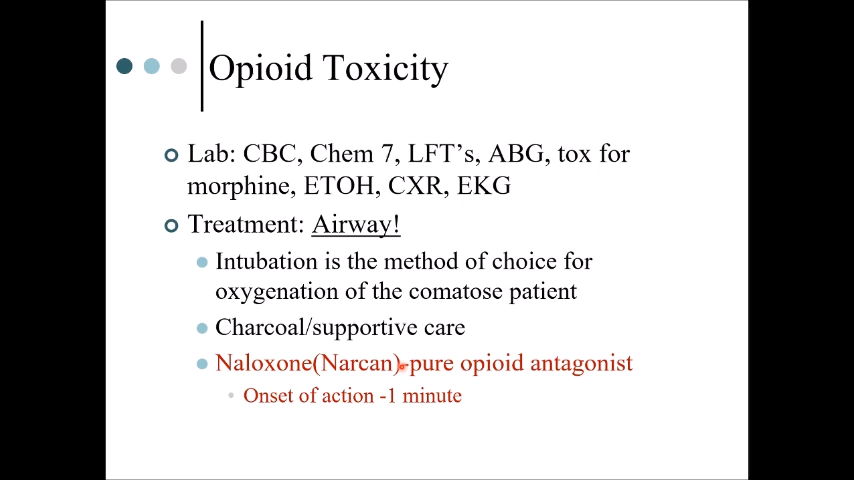 Opioid Toxicity
Lab: CBC, Chem 7, LFT's, ABG, tox for
morphine, ETOH, CXR, EKG
Treatment: Airway!
Intubation is the method of choice for
oxygenation of the comatose patient
Charcoal/supportive care
Naloxone(Narcan)-pure opioid antagonist
Onset of action -1 minute